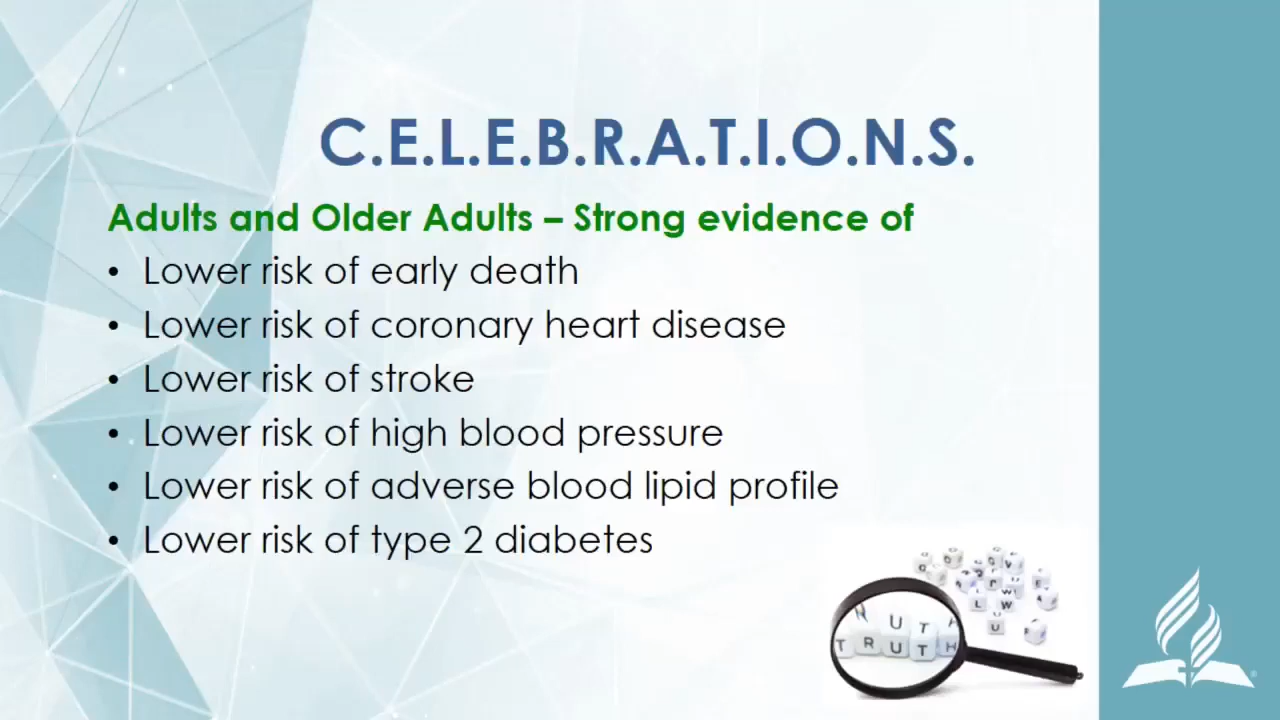 C.E.L.E.B.R.A.T.I.O.N.S.
Adults and Older Adults – Strong evidence of
• Lower risk of early death
• Lower risk of coronary heart disease
• Lower risk of stroke
• Lower risk of high blood pressure
• Lower risk of adverse blood lipid profile
• Lower risk of type 2 diabetes
TRUTH